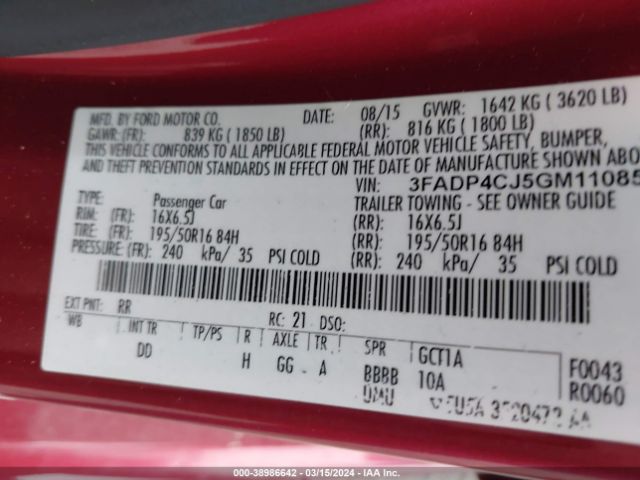 MFD. BY FORD MOTOR CO. DATE: 08/15 GVWR: 1642 KG ( 3620 LB)
GAWR: (FR): 839 KG ( 1850 LB) (RR): 816 KG ( 1800 LB)
THIS VEHICLE CONFORMS TO ALL APPLICABLE FEDERAL MOTOR VEHICLE SAFETY, BUMPER,
AND THEFT PREVENTION STANDARDS IN EFFECT ON THE DATE OF MANUFACTURE SHOWN ABO
VIN: 3FADP4CJ5GM11085
TYPE: Passenger Car TRAILER TOWING - SEE OWNER GUIDE
RIM: (FR): 16X6.5J (RR): 16X6.5J
TIRE: (FR): 195/50R16 84H (RR): 195/50R16 84H
PRESSURE: (FR): 240 kPa/ 35 PSI COLD (RR): 240 kPa/ 35 PSI COLD
EXT PNT: RR RC: 21 DSO:
WB INT TR TP/PS R AXLE TR SPR GCT1A F0043
DD H GG A BBBB 10A R0060
UMU
000-38986642 / 03/15/2024 - IAA Inc.